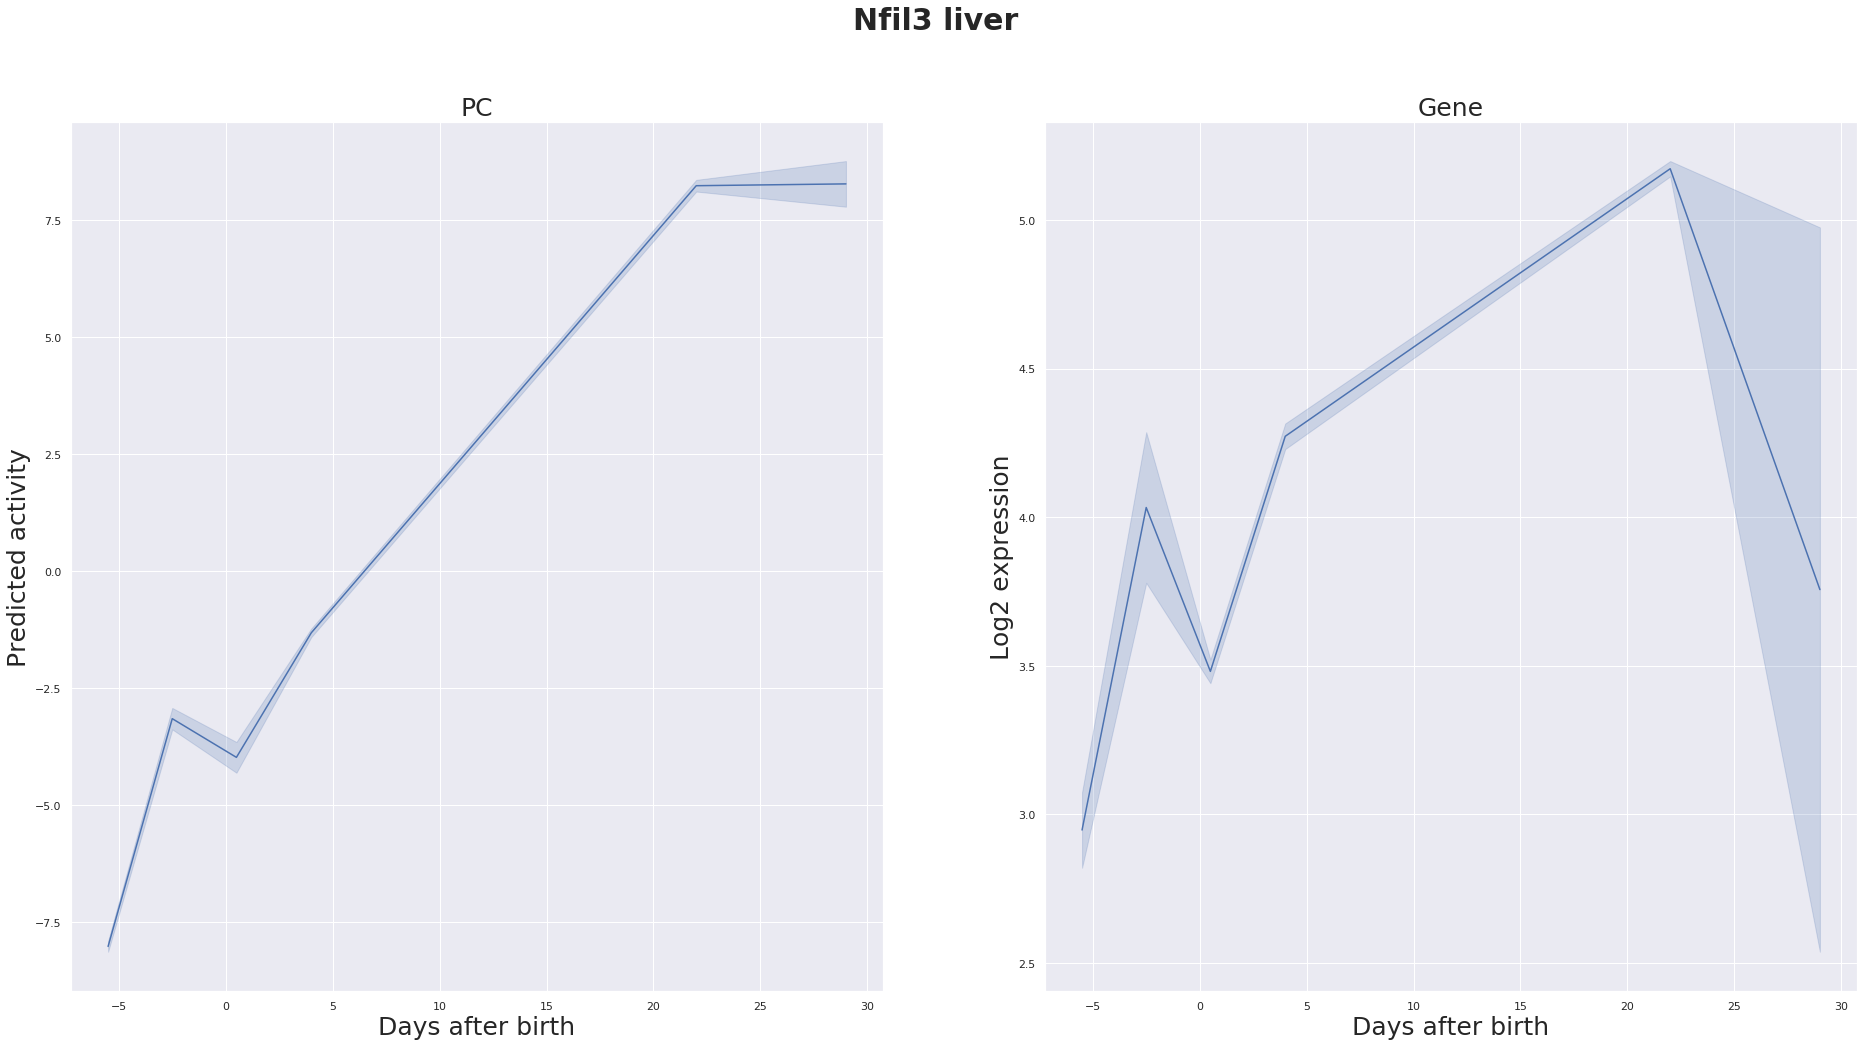 Nfil3 liver
PC
Predicted activity
7.5
5.0
2.5
0.0
−2.5
−5.0
−7.5
−5 0 5 10 15 20 25 30
Days after birth
Gene
Log2 expression
5.0
4.5
4.0
3.5
3.0
2.5
−5 0 5 10 15 20 25 30
Days after birth